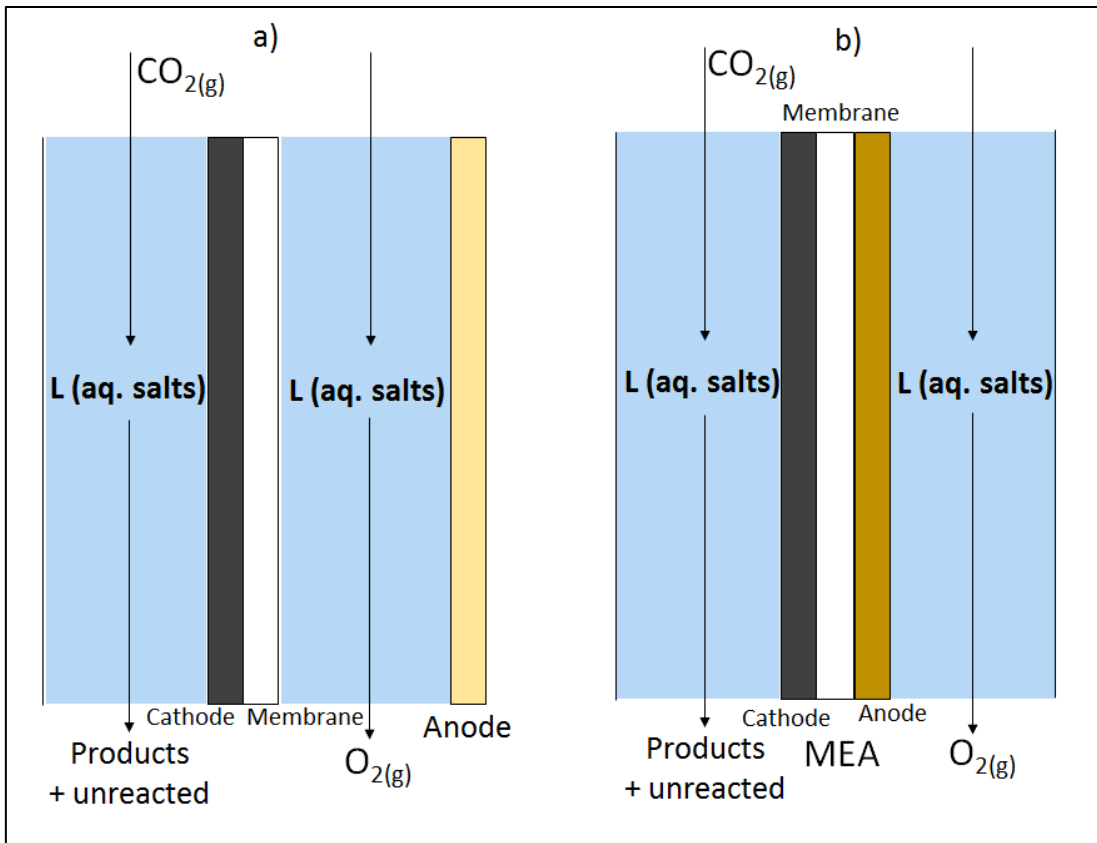 a)
CO2(g)
L (aq. salts)
L (aq. salts)
Cathode
Membrane
Anode
Products
+ unreacted
O2(g)
b)
CO2(g)
Membrane
L (aq. salts)
L (aq. salts)
Cathode
Anode
Products
+ unreacted
MEA
O2(g)